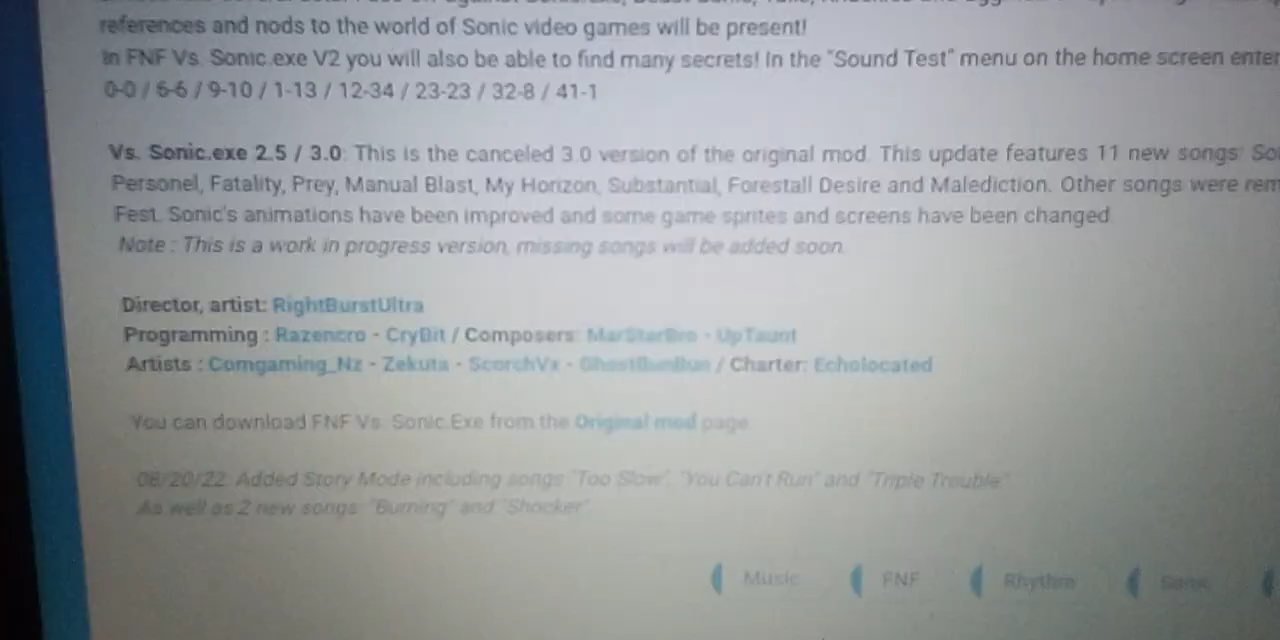 references and nods to the world of Sonic video games will be present!
In FNF Vs. Sonic.exe V2 you will also be able to find many secrets! In the "Sound Test" menu on the home screen enter
0-0 / 6-6 / 9-10 / 1-13 / 12-34 / 23-23 / 32-8 / 41-1
Vs. Sonic.exe 2.5 / 3.0: This is the canceled 3.0 version of the original mod. This update features 11 new songs:
Personel, Fatality, Prey, Manual Blast, My Horizon, Substantial, Forestall Desire and Malediction. Other songs were
Fest. Sonic's animations have been improved and some game sprites and screens have been changed.
Note : This is a work in progress version, missing songs will be added soon.
Director, artist: RightBurstUltra
Programming : Razencro - CryBit / Composers: MarStarBro - UpTaunt
Artists : Comgaming_Nz - Zekuta - ScorchVx - GhostBunBun / Charter: Echolocated
You can download FNF Vs. Sonic.Exe from the Original mod page.
08/20/22: Added Story Mode including songs "Too Slow", "You Can't Run" and "Triple Trouble"
As well as 2 new songs: "Burning" and "Shocker"
Music FNF Rhythm Sonic